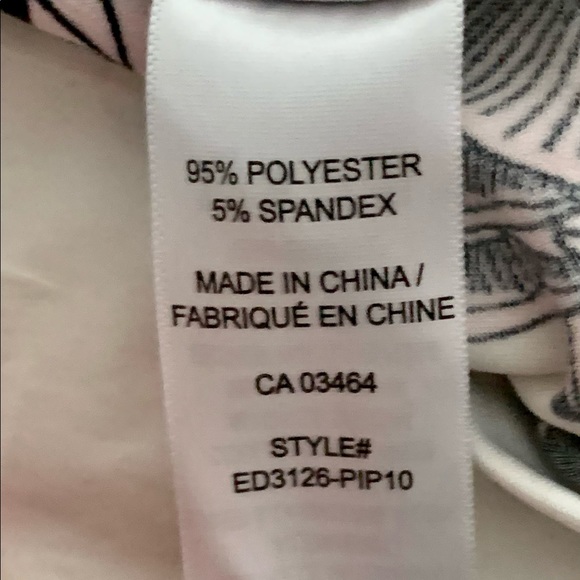 95% POLYESTER
5% SPANDEX
MADE IN CHINA /
FABRIQUÉ EN CHINE
CA 03464
STYLE#
ED3126-PIP10